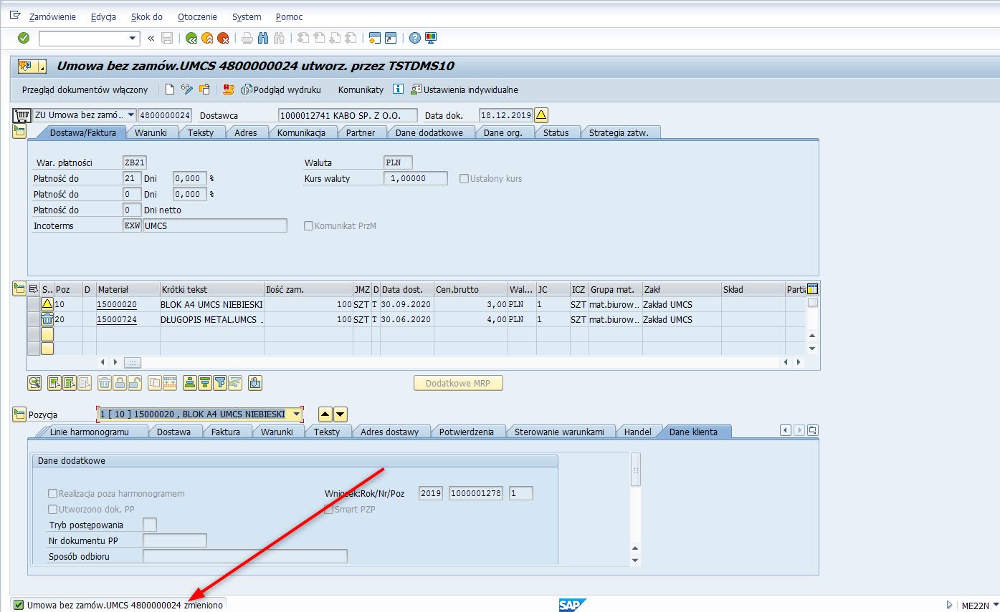 Zamówienie Edycja Skok do Otoczenie System Pomoc
Umowa bez zamów.UMCS 4800000024 utworz. przez TSTDMS10
Przegląd dokumentów włączony Podgląd wydruku Komunikaty Ustawienia indywidualne
ZU Umowa bez zamó... 4800000024 Dostawca 1000012741 KABO SP. Z O.O. Data dok. 18.12.2019
Dostawa/Faktura Warunki Teksty Adres Komunikacja Partner Dane dodatkowe Dane org. Status Strategia zatw.
War. płatności ZB21 Waluta PLN
Płatność do 21 Dni 0,000 % Kurs waluty 1,00000 Ustalony kurs
Płatność do 0 Dni 0,000 %
Płatność do 0 Dni netto
Incoterms EXW UMCS Komunikat PrzM
S.. Poz D Materiał Krótki tekst Ilość zam. JMZ D Data dost. Cen.brutto Wal... JC ICZ Grupa mat. Zakł Skład Partia
10 15000020 BLOK A4 UMCS NIEBIESKI 100 SZT T 30.09.2020 3,00 PLN 1 SZT mat.biurow... Zakład UMCS
20 15000724 DŁUGOPIS METAL.UMCS .. 100 SZT T 30.06.2020 4,00 PLN 1 SZT mat.biurow... Zakład UMCS
Dodatkowe MRP
Pozycja 1 [ 10 ] 15000020 , BLOK A4 UMCS NIEBIESKI
Linie harmonogramu Dostawa Faktura Warunki Teksty Adres dostawy Potwierdzenia Sterowanie warunkami Handel Dane klienta
Dane dodatkowe
Realizacja poza harmonogramem Wniosek:Rok/Nr/Poz 2019 1000001278 1
Utworzono dok. PP Smart PZP
Tryb postępowania
Nr dokumentu PP
Sposób odbioru
Umowa bez zamów.UMCS 4800000024 zmieniono SAP ME22N